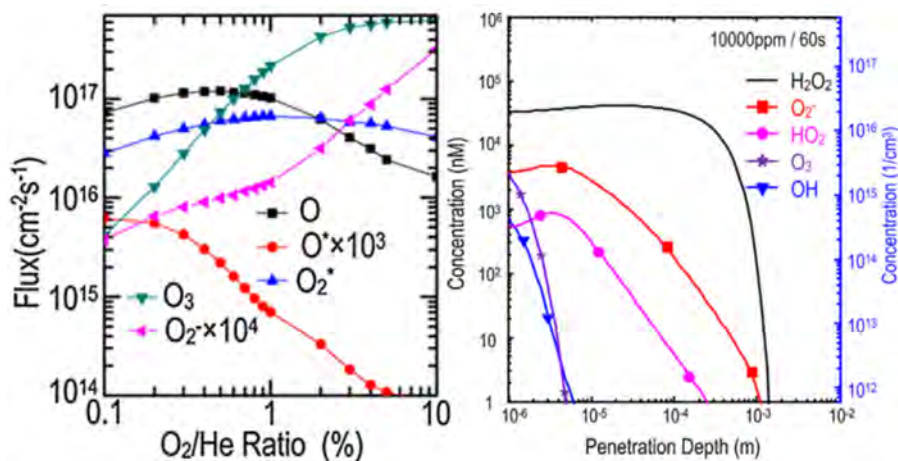 Flux(cm⁻²s⁻¹)
10¹⁷
10¹⁶
10¹⁵
10¹⁴
0.1
1
10
O₂/He Ratio (%)
O
O*×10³
O₂*
O₃
O₂⁻×10⁴
10000ppm / 60s
H₂O₂
O₂⁻
HO₂
O₃
OH
Concentration (nM)
10⁶
10⁵
10⁴
10³
10²
10
1
10⁻⁶
10⁻⁵
10⁻⁴
10⁻³
10⁻²
Penetration Depth (m)
10¹⁷
10¹⁶
10¹⁵
10¹⁴
10¹³
10¹²
Concentration (1/cm³)